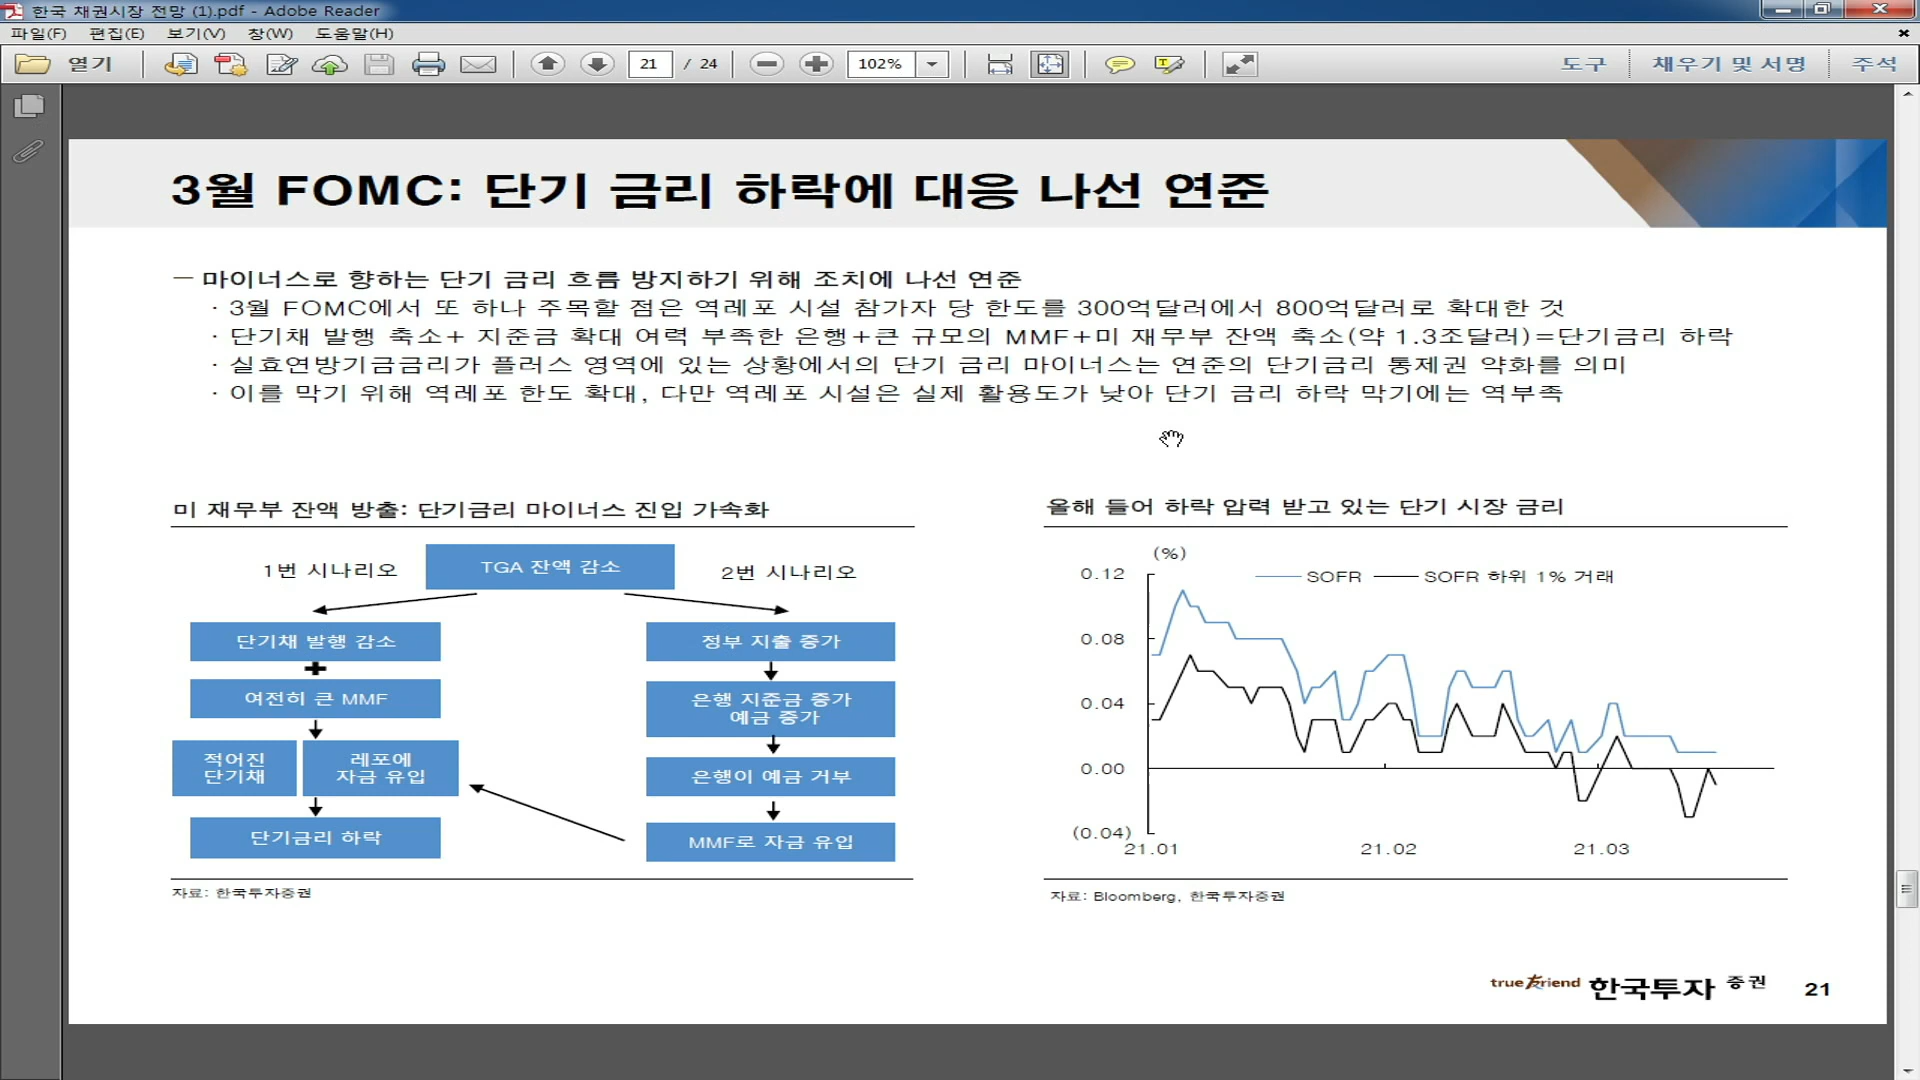 한국 채권시장 전망 (1).pdf - Adobe Reader
파일(F) 편집(E) 보기(V) 창(W) 도움말(H)
열기 21 / 24 102% 도구 채우기 및 서명 주석
3월 FOMC: 단기 금리 하락에 대응 나선 연준
— 마이너스로 향하는 단기 금리 흐름 방지하기 위해 조치에 나선 연준
· 3월 FOMC에서 또 하나 주목할 점은 역레포 시설 참가자 당 한도를 300억달러에서 800억달러로 확대한 것
· 단기채 발행 축소+ 지준금 확대 여력 부족한 은행+큰 규모의 MMF+미 재무부 잔액 축소(약 1.3조달러)=단기금리 하락
· 실효연방기금금리가 플러스 영역에 있는 상황에서의 단기 금리 마이너스는 연준의 단기금리 통제권 약화를 의미
· 이를 막기 위해 역레포 한도 확대, 다만 역레포 시설은 실제 활용도가 낮아 단기 금리 하락 막기에는 역부족
미 재무부 잔액 방출: 단기금리 마이너스 진입 가속화
1번 시나리오
TGA 잔액 감소
2번 시나리오
단기채 발행 감소
여전히 큰 MMF
적어진
단기채
레포에
자금 유입
단기금리 하락
정부 지출 증가
은행 지준금 증가
예금 증가
은행이 예금 거부
MMF로 자금 유입
자료: 한국투자증권
올해 들어 하락 압력 받고 있는 단기 시장 금리
(%)
SOFR SOFR 하위 1% 거래
0.12
0.08
0.04
0.00
(0.04)
21.01 21.02 21.03
자료: Bloomberg, 한국투자증권
true friend 한국투자 증권 21